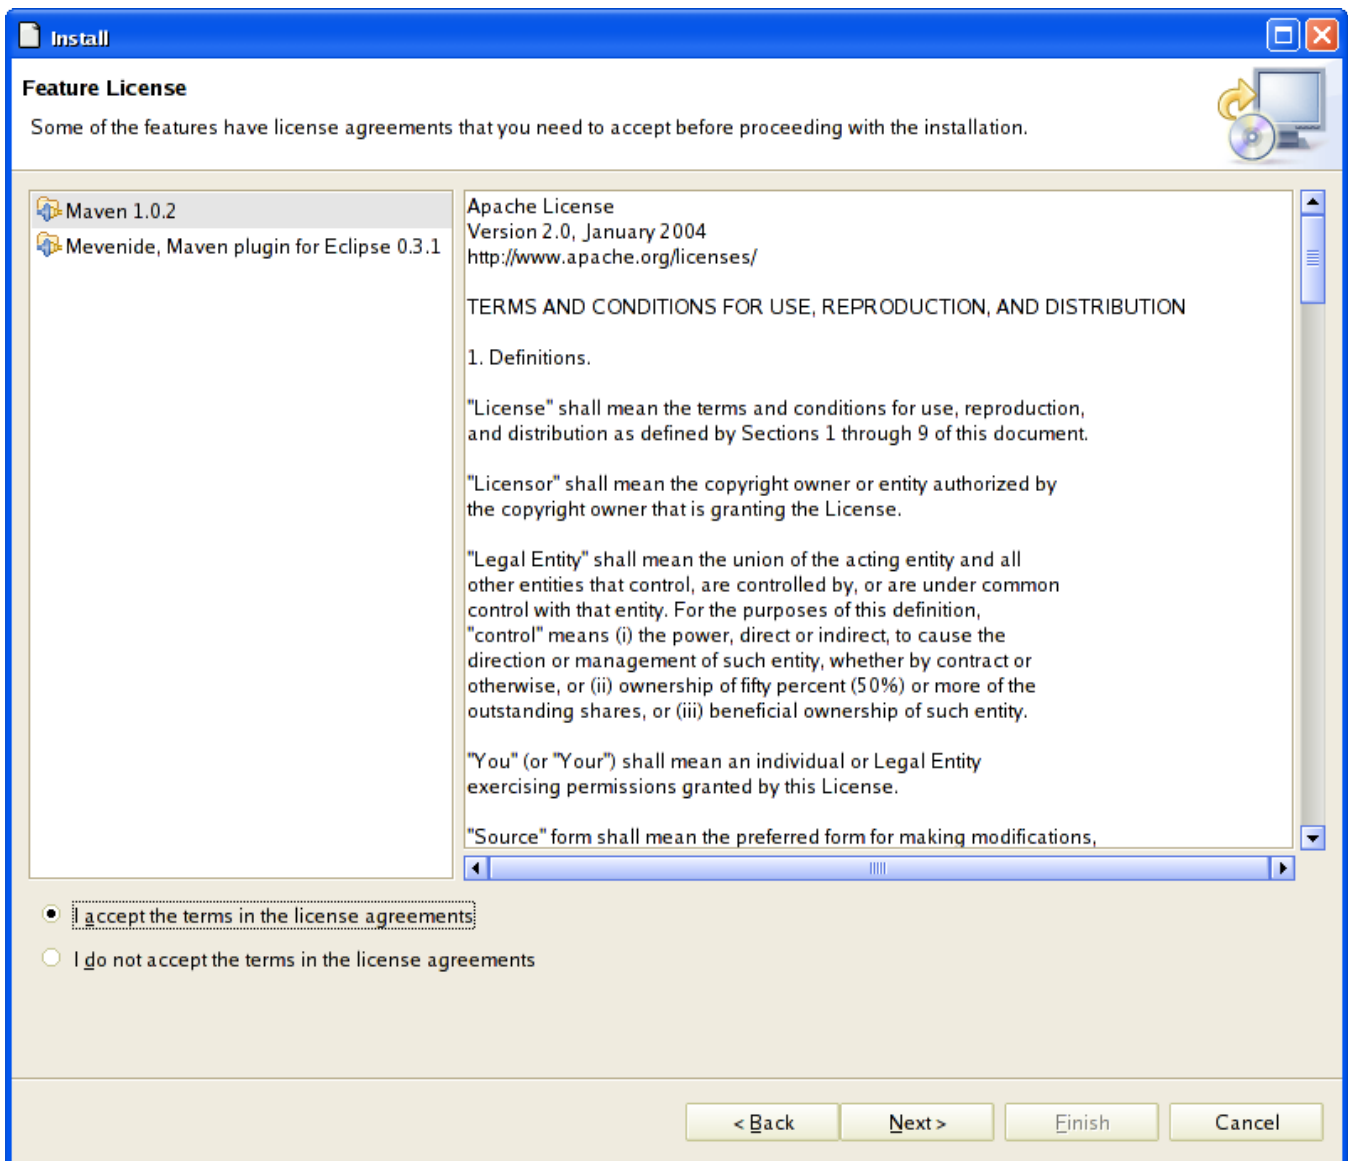 Install
Feature License
Some of the features have license agreements that you need to accept before proceeding with the installation.
Maven 1.0.2
Mevenide, Maven plugin for Eclipse 0.3.1
Apache License
Version 2.0, January 2004
http://www.apache.org/licenses/
TERMS AND CONDITIONS FOR USE, REPRODUCTION, AND DISTRIBUTION
1. Definitions.
"License" shall mean the terms and conditions for use, reproduction,
and distribution as defined by Sections 1 through 9 of this document.
"Licensor" shall mean the copyright owner or entity authorized by
the copyright owner that is granting the License.
"Legal Entity" shall mean the union of the acting entity and all
other entities that control, are controlled by, or are under common
control with that entity. For the purposes of this definition,
"control" means (i) the power, direct or indirect, to cause the
direction or management of such entity, whether by contract or
otherwise, or (ii) ownership of fifty percent (50%) or more of the
outstanding shares, or (iii) beneficial ownership of such entity.
"You" (or "Your") shall mean an individual or Legal Entity
exercising permissions granted by this License.
"Source" form shall mean the preferred form for making modifications,
I accept the terms in the license agreements
I do not accept the terms in the license agreements
< Back
Next >
Finish
Cancel